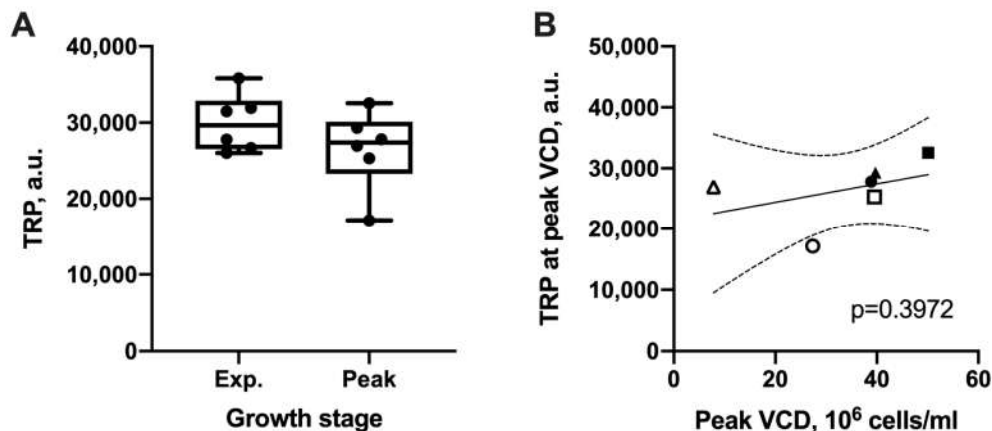 A
40,000
30,000
20,000
10,000
0
TRP, a.u.
Exp.
Peak
Growth stage
B
50,000
40,000
30,000
20,000
10,000
0
TRP at peak VCD, a.u.
p=0.3972
0
20
40
60
Peak VCD, 10⁶ cells/ml